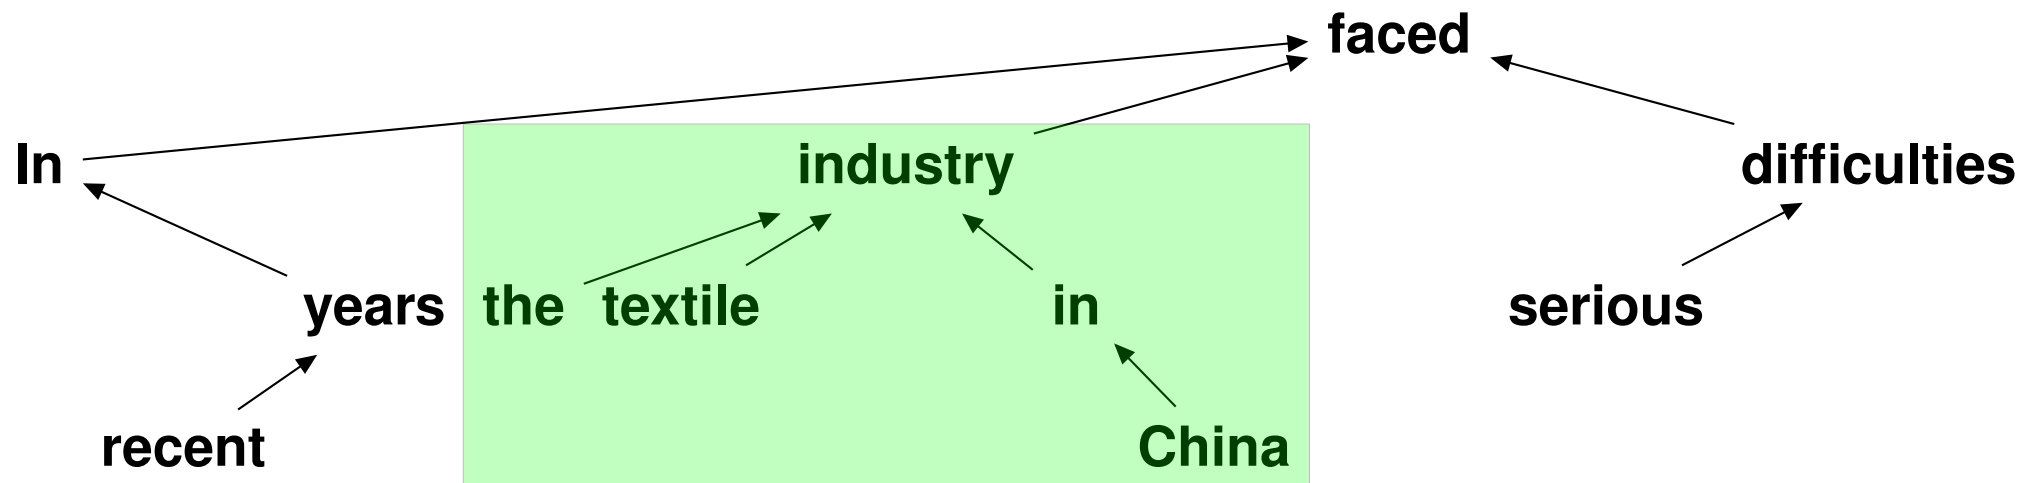 faced
In industry difficulties
years the textile in serious
recent China